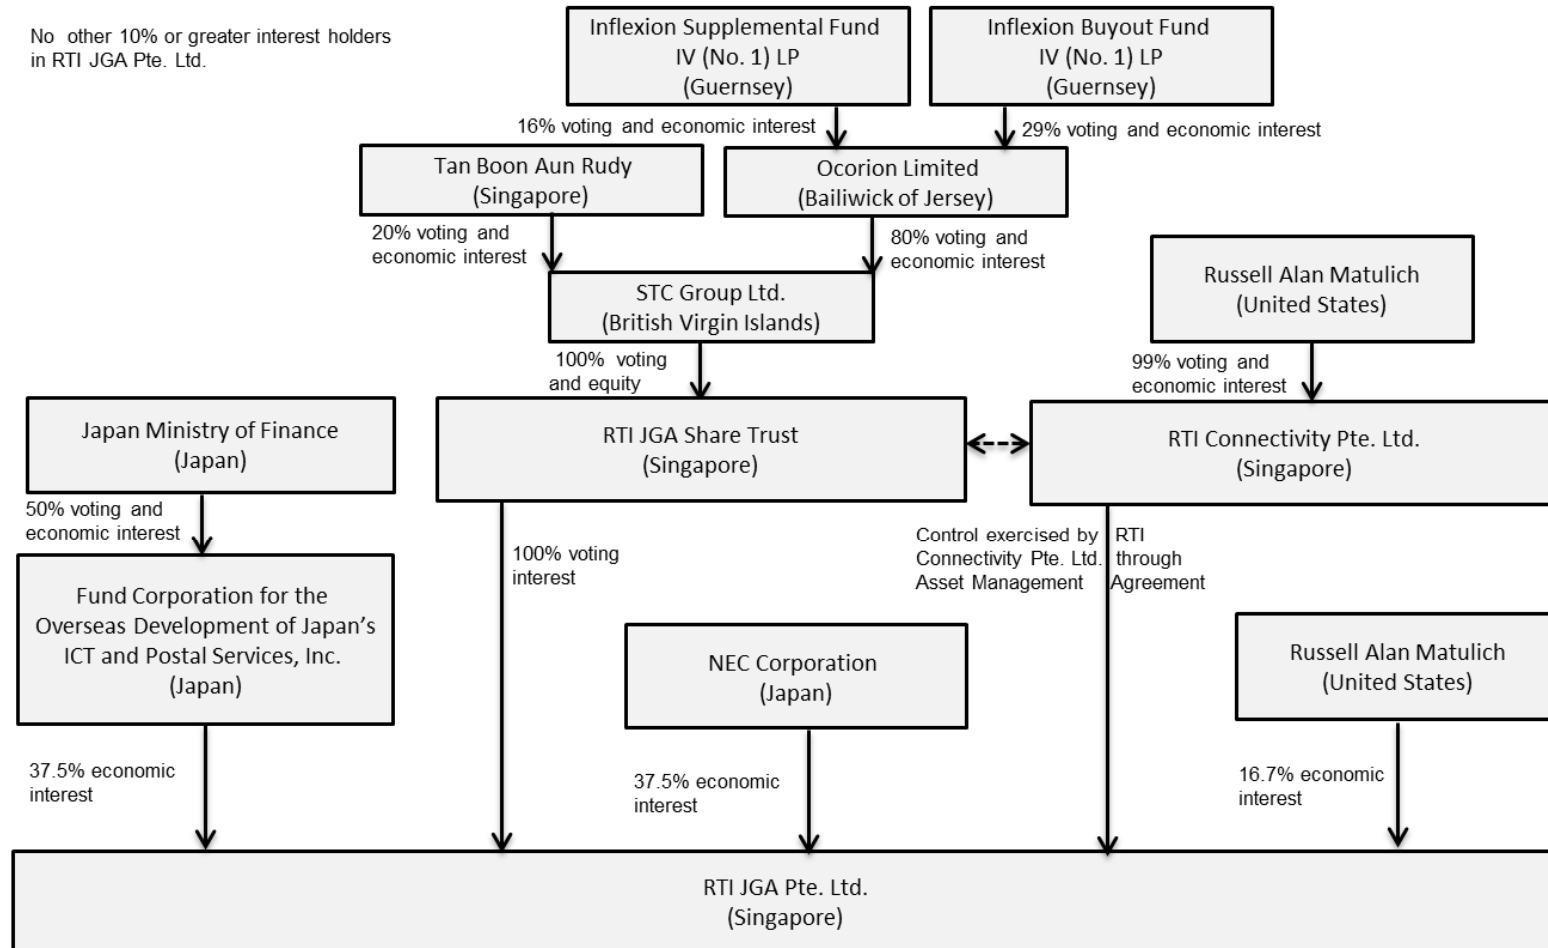 No other 10% or greater interest holders
in RTI JGA Pte. Ltd.
Inflexion Supplemental Fund
IV (No. 1) LP
(Guernsey)
Inflexion Buyout Fund
IV (No. 1) LP
(Guernsey)
16% voting and economic interest
29% voting and economic interest
Tan Boon Aun Rudy
(Singapore)
Ocorion Limited
(Bailiwick of Jersey)
20% voting and
economic interest
80% voting and
economic interest
STC Group Ltd.
(British Virgin Islands)
Russell Alan Matulich
(United States)
100% voting
and equity
99% voting and
economic interest
Japan Ministry of Finance
(Japan)
RTI JGA Share Trust
(Singapore)
RTI Connectivity Pte. Ltd.
(Singapore)
50% voting and
economic interest
100% voting
interest
Control exercised by RTI
Connectivity Pte. Ltd. through
Asset Management Agreement
Fund Corporation for the
Overseas Development of Japan's
ICT and Postal Services, Inc.
(Japan)
NEC Corporation
(Japan)
Russell Alan Matulich
(United States)
37.5% economic
interest
37.5% economic
interest
16.7% economic
interest
RTI JGA Pte. Ltd.
(Singapore)